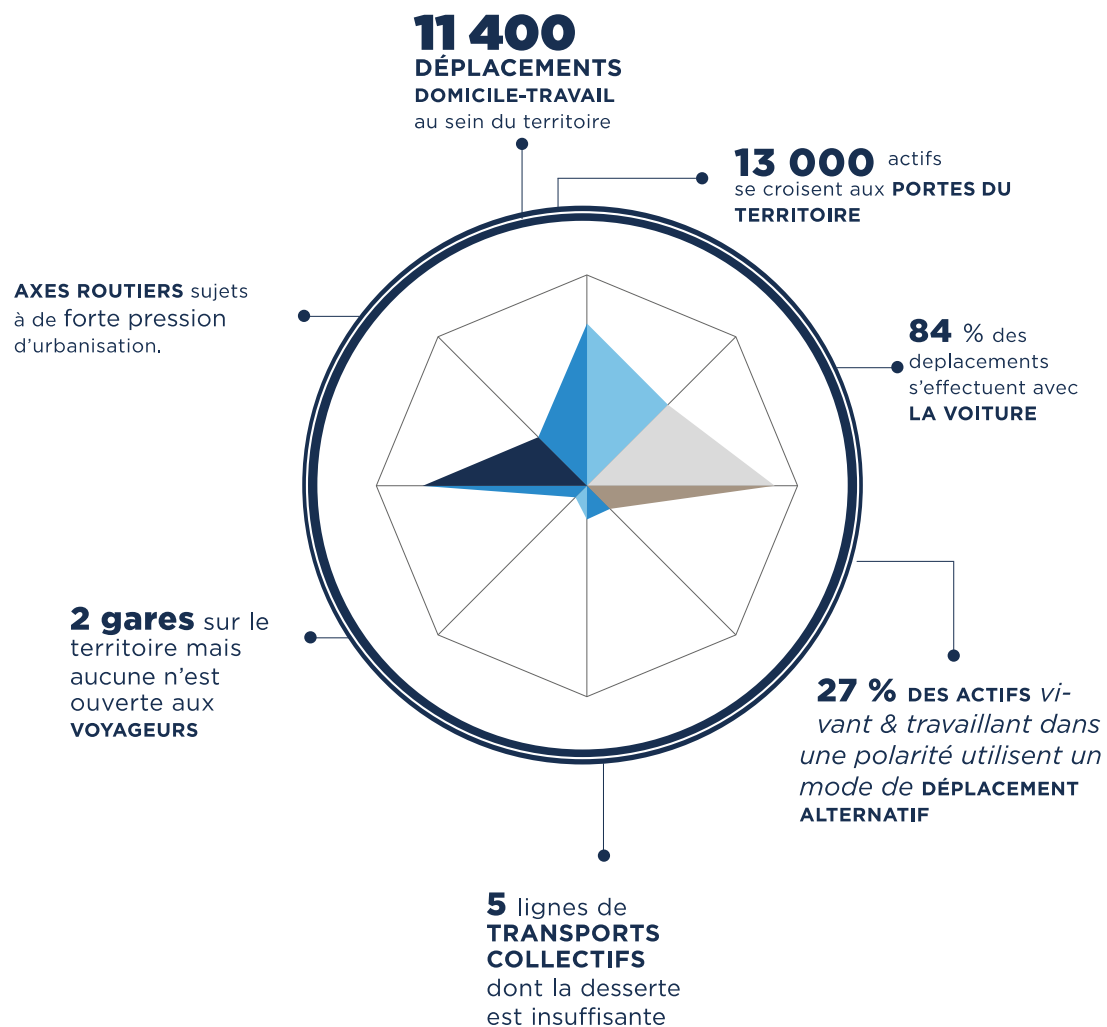 11 400
DÉPLACEMENTS
DOMICILE-TRAVAIL
au sein du territoire
13 000 actifs
se croisent aux PORTES DU
TERRITOIRE
AXES ROUTIERS sujets
à de forte pression
d'urbanisation.
84 % des
deplacements
s'effectuent avec
LA VOITURE
2 gares sur le
territoire mais
aucune n'est
ouverte aux
VOYAGEURS
27 % DES ACTIFS vi-
vant & travaillant dans
une polarité utilisent un
mode de DÉPLACEMENT
ALTERNATIF
5 lignes de
TRANSPORTS
COLLECTIFS
dont la desserte
est insuffisante